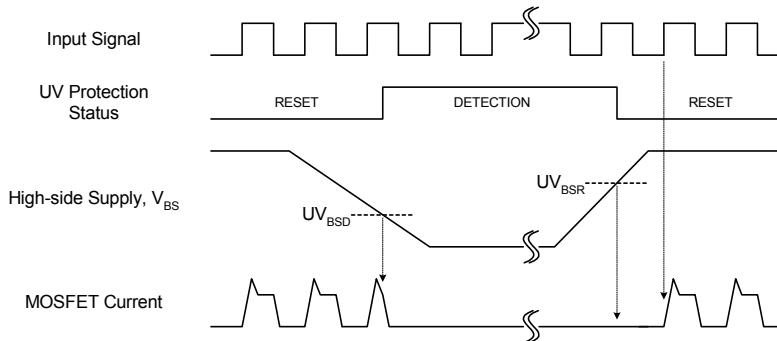 Input Signal
UV Protection
Status
RESET
DETECTION
RESET
High-side Supply, V_BS
UV_BSD
UV_BSR
MOSFET Current